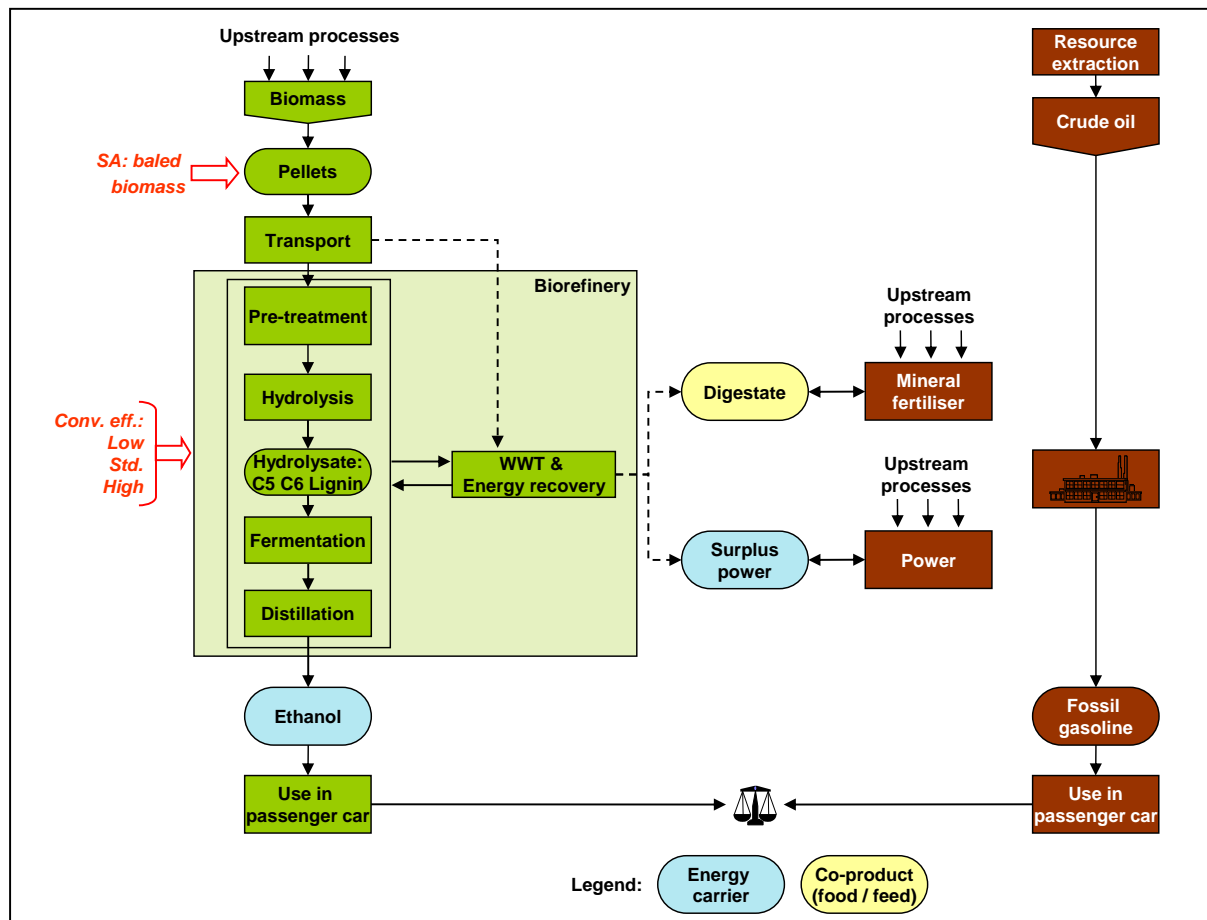 Upstream processes
Biomass
SA: baled
biomass
Pellets
Transport
Biorefinery
Pre-treatment
Hydrolysis
Conv. eff.:
Low
Std.
High
Hydrolysate:
C5 C6 Lignin
Fermentation
Distillation
WWT &
Energy recovery
Ethanol
Use in
passenger car
Digestate
Upstream
processes
Mineral
fertiliser
Surplus
power
Upstream
processes
Power
Resource
extraction
Crude oil
Fossil
gasoline
Use in
passenger car
Legend:
Energy
carrier
Co-product
(food / feed)